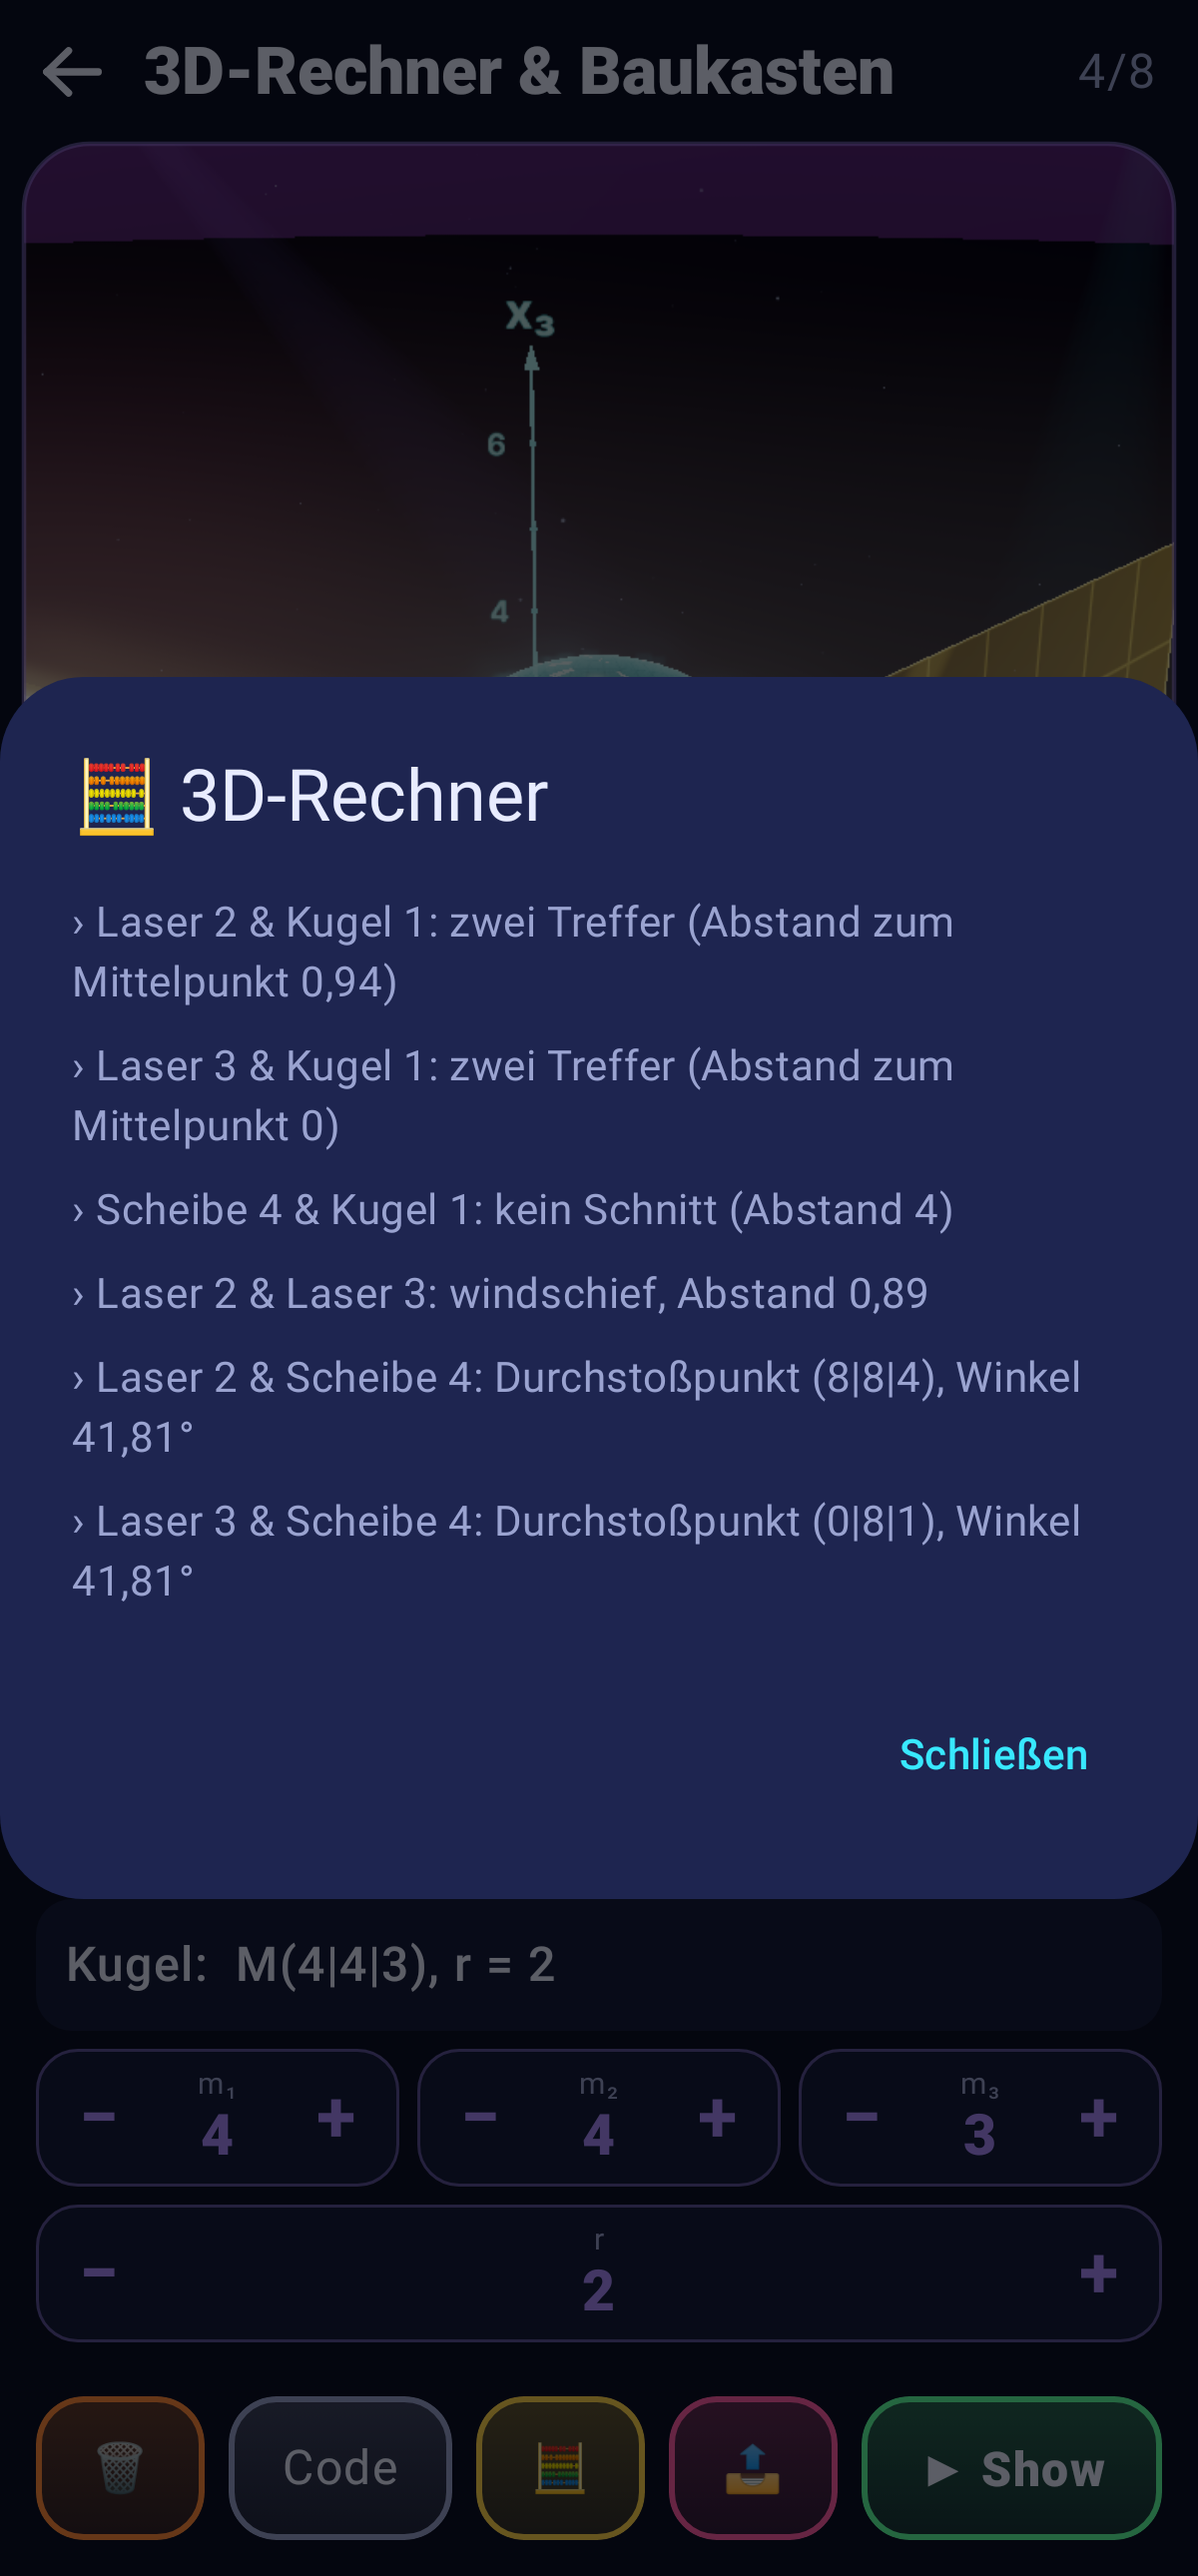 3D-Rechner & Baukasten 4/8
x₃
6
4
3D-Rechner
› Laser 2 & Kugel 1: zwei Treffer (Abstand zum
Mittelpunkt 0,94)
› Laser 3 & Kugel 1: zwei Treffer (Abstand zum
Mittelpunkt 0)
› Scheibe 4 & Kugel 1: kein Schnitt (Abstand 4)
› Laser 2 & Laser 3: windschief, Abstand 0,89
› Laser 2 & Scheibe 4: Durchstoßpunkt (8|8|4), Winkel
41,81°
› Laser 3 & Scheibe 4: Durchstoßpunkt (0|8|1), Winkel
41,81°
Schließen
Kugel: M(4|4|3), r = 2
m₁ m₂ m₃
− 4 + − 4 + − 3 +
r
− 2 +
Code ► Show